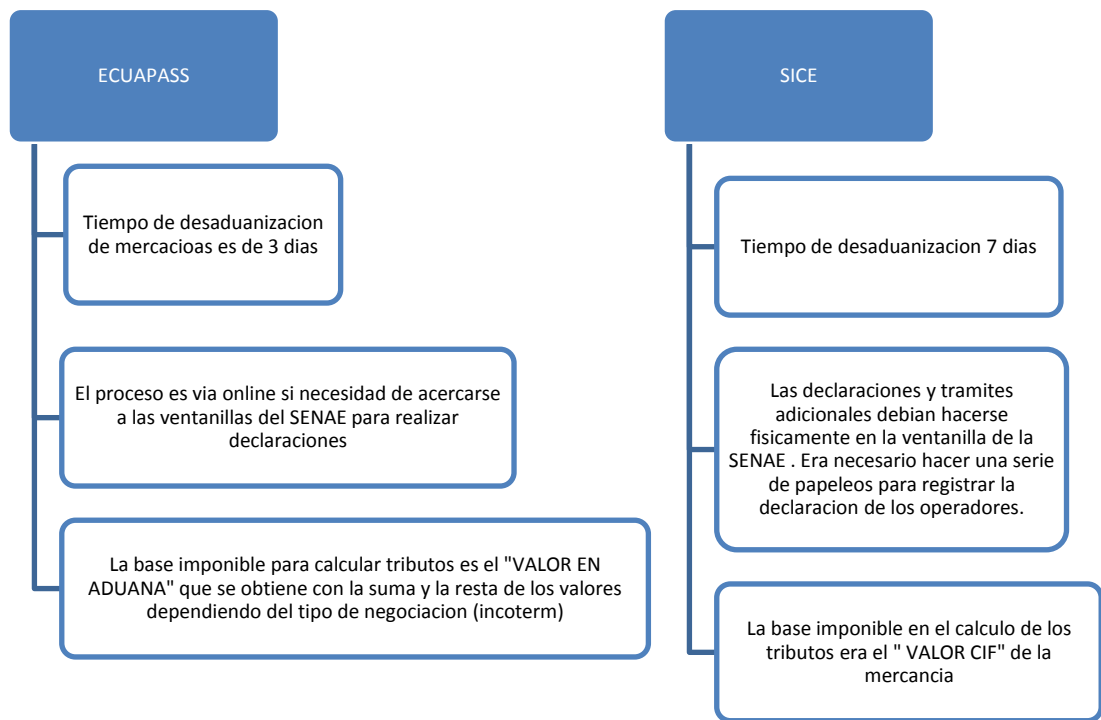 ECUAPASS
Tiempo de desaduanizacion
de mercacioas es de 3 dias
El proceso es via online si necesidad de acercarse
a las ventanillas del SENAE para realizar
declaraciones
La base imponible para calcular tributos es el "VALOR EN
ADUANA" que se obtiene con la suma y la resta de los valores
dependiendo del tipo de negociacion (incoterm)
SICE
Tiempo de desaduanizacion 7 dias
Las declaraciones y tramites
adicionales debian hacerse
fisicamente en la ventanilla de la
SENAE . Era necesario hacer una serie
de papeleos para registrar la
declaracion de los operadores.
La base imponible en el calculo de los
tributos era el " VALOR CIF" de la
mercancia